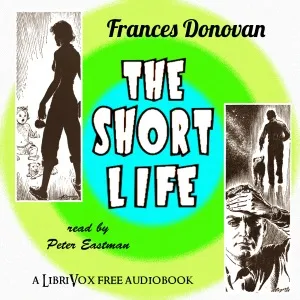 Frances Donovan
THE
SHORT
LIFE
read by
Peter Eastman
A LIBRIVOX FREE AUDIOBOOK